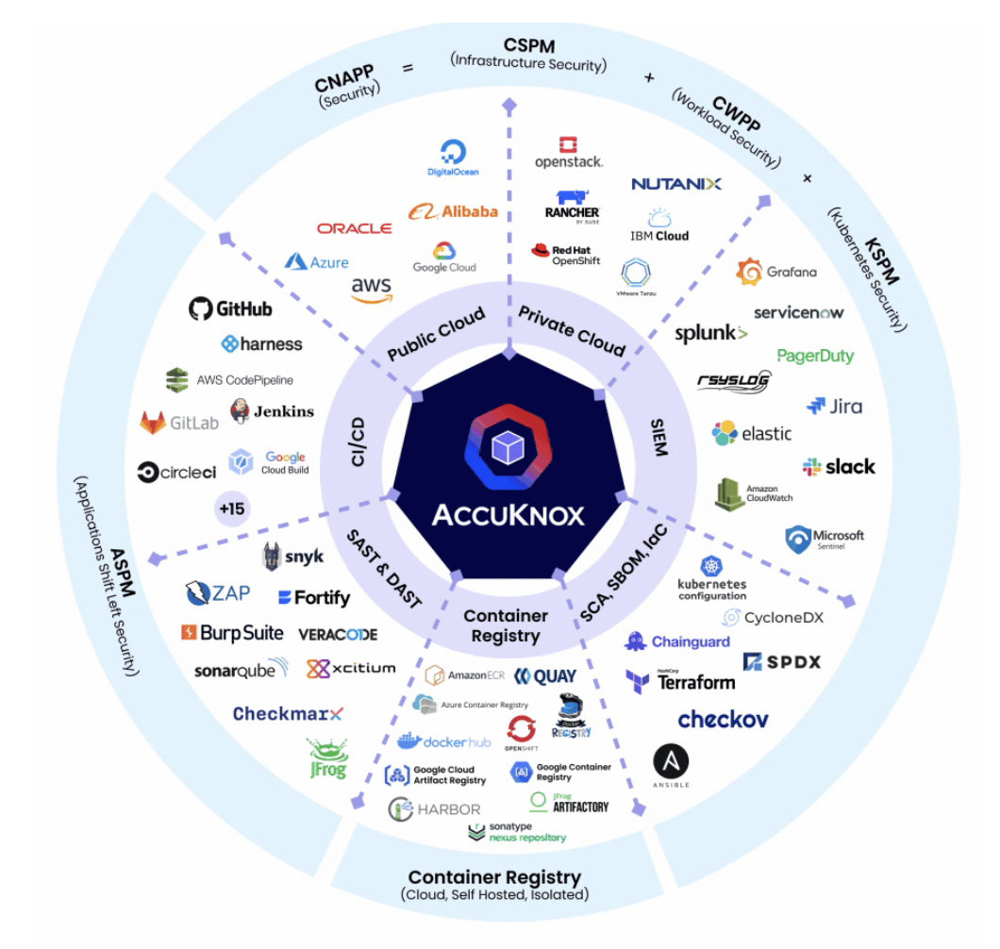 CNAPP
(Security)
=
CSPM
(Infrastructure Security)
+
CWPP
(Workload Security)
+
KSPM
(Kubernetes Security)
DigitalOcean
Alibaba
ORACLE
Google Cloud
Azure
aws
openstack.
NUTANIX
RANCHER
BY SUSE
IBM Cloud
Red Hat
OpenShift
VMware Tanzu
Public Cloud
Private Cloud
Grafana
servicenow
splunk>
PagerDuty
rsyslog
Jira
elastic
slack
Amazon
CloudWatch
Microsoft
Sentinel
SIEM
GitHub
harness
AWS CodePipeline
GitLab
Jenkins
circleci
Google
Cloud Build
+15
CI/CD
ACCUKNOX
ASPM
(Applications Shift Left Security)
SAST & DAST
snyk
ZAP
Fortify
BurpSuite
VERACODE
sonarqube
xcitium
Checkmarx
JFrog
SCA, SBOM, IaC
kubernetes
configuration
CycloneDX
Chainguard
SPDX
HashiCorp
Terraform
checkov
A
ANSIBLE
Container
Registry
Amazon ECR
QUAY
Azure Container Registry
docker
REGISTRY
dockerhub
OPENSHIFT
Google Cloud
Artifact Registry
Google Container
Registry
HARBOR
JFrog
ARTIFACTORY
sonatype
nexus repository
Container Registry
(Cloud, Self Hosted, Isolated)